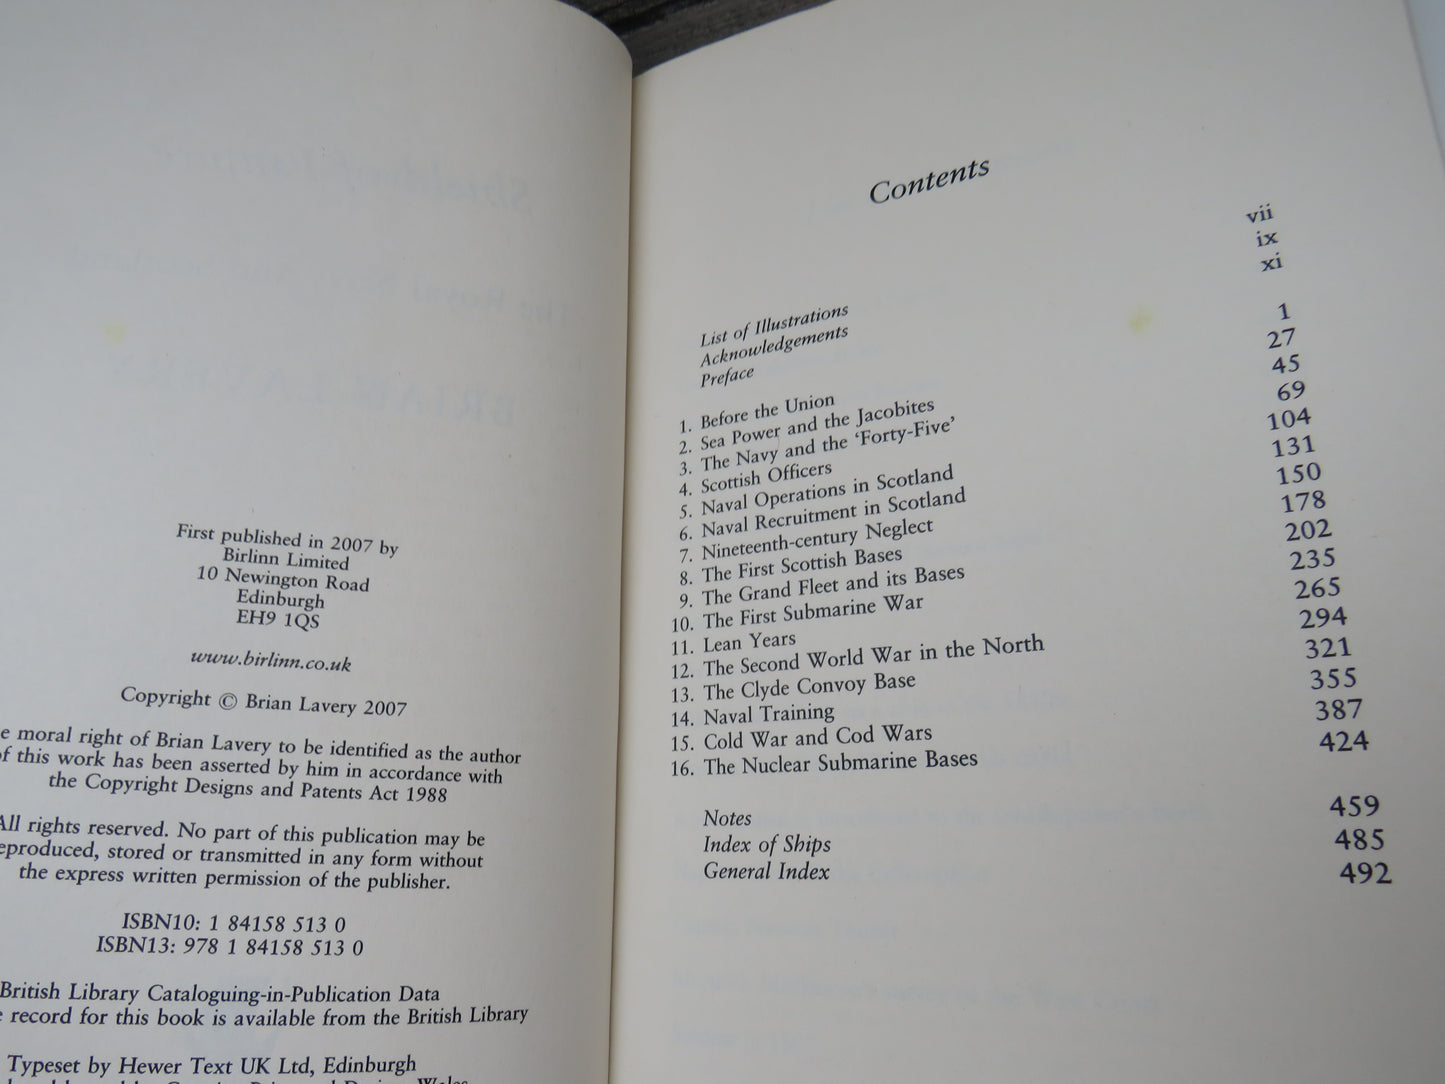 First published in 2007 by
Birlinn Limited
10 Newington Road
Edinburgh
EH9 1QS
www.birlinn.co.uk
Copyright © Brian Lavery 2007
moral right of Brian Lavery to be identified as the author
of this work has been asserted by him in accordance with
the Copyright Designs and Patents Act 1988
All rights reserved. No part of this publication may be
eproduced, stored or transmitted in any form without
the express written permission of the publisher.
ISBN10: 1 84158 513 0
ISBN13: 978 1 84158 513 0
British Library Cataloguing-in-Publication Data
record for this book is available from the British Library
Typeset by Hewer Text UK Ltd, Edinburgh
Contents
List of Illustrations vii
Acknowledgements ix
Preface xi
1. Before the Union 1
2. Sea Power and the Jacobites 27
3. The Navy and the ‘Forty-Five’ 45
4. Scottish Officers 69
5. Naval Operations in Scotland 104
6. Naval Recruitment in Scotland 131
7. Nineteenth-century Neglect 150
8. The First Scottish Bases 178
9. The Grand Fleet and its Bases 202
10. The First Submarine War 235
11. Lean Years 265
12. The Second World War in the North 294
13. The Clyde Convoy Base 321
14. Naval Training 355
15. Cold War and Cod Wars 387
16. The Nuclear Submarine Bases 424
Notes 459
Index of Ships 485
General Index 492